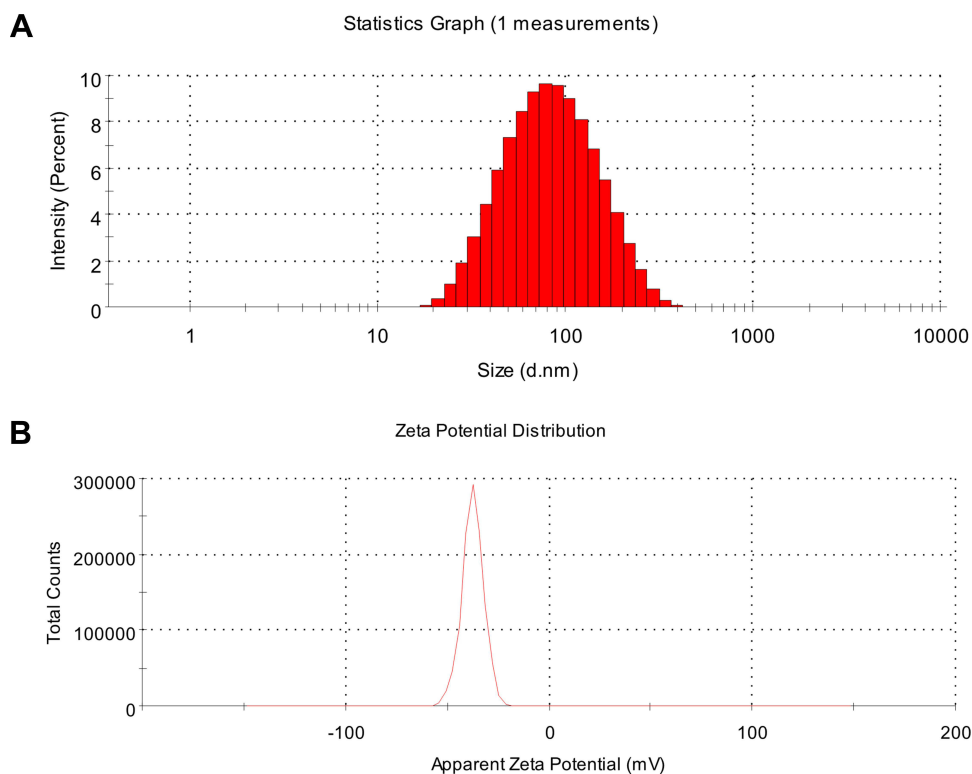 A
Statistics Graph (1 measurements)
Intensity (Percent)
10
8
6
4
2
0
1 10 100 1000 10000
Size (d.nm)
B
Zeta Potential Distribution
Total Counts
300000
200000
100000
0
-100 0 100 200
Apparent Zeta Potential (mV)